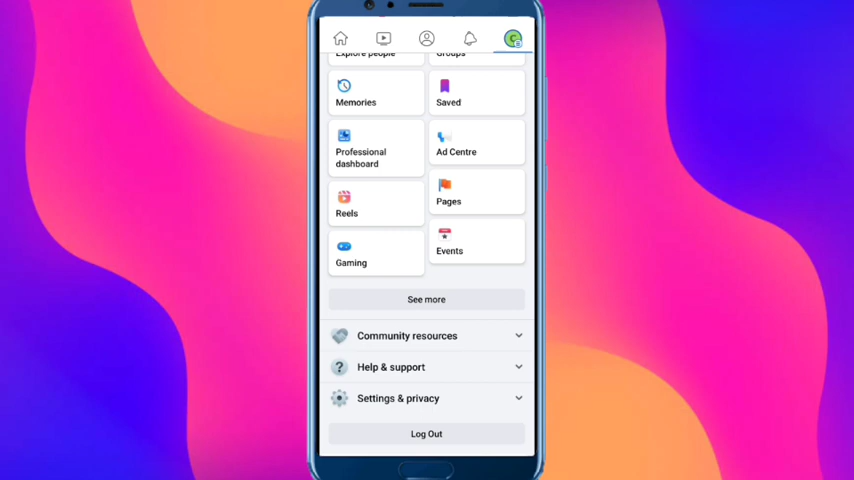 Explore people
Groups
Memories
Saved
Professional
dashboard
Ad Centre
Reels
Pages
Gaming
Events
See more
Community resources
Help & support
Settings & privacy
Log Out